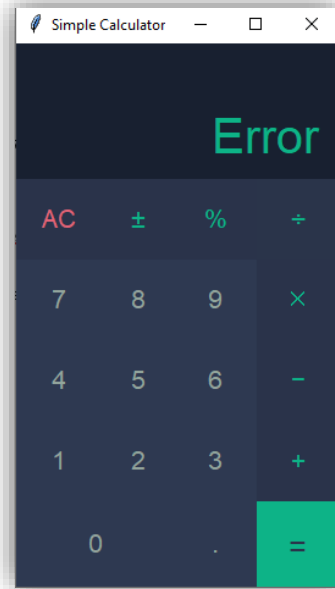 Simple Calculator
Error
AC ± % ÷
7 8 9 ×
4 5 6 −
1 2 3 +
0 . =